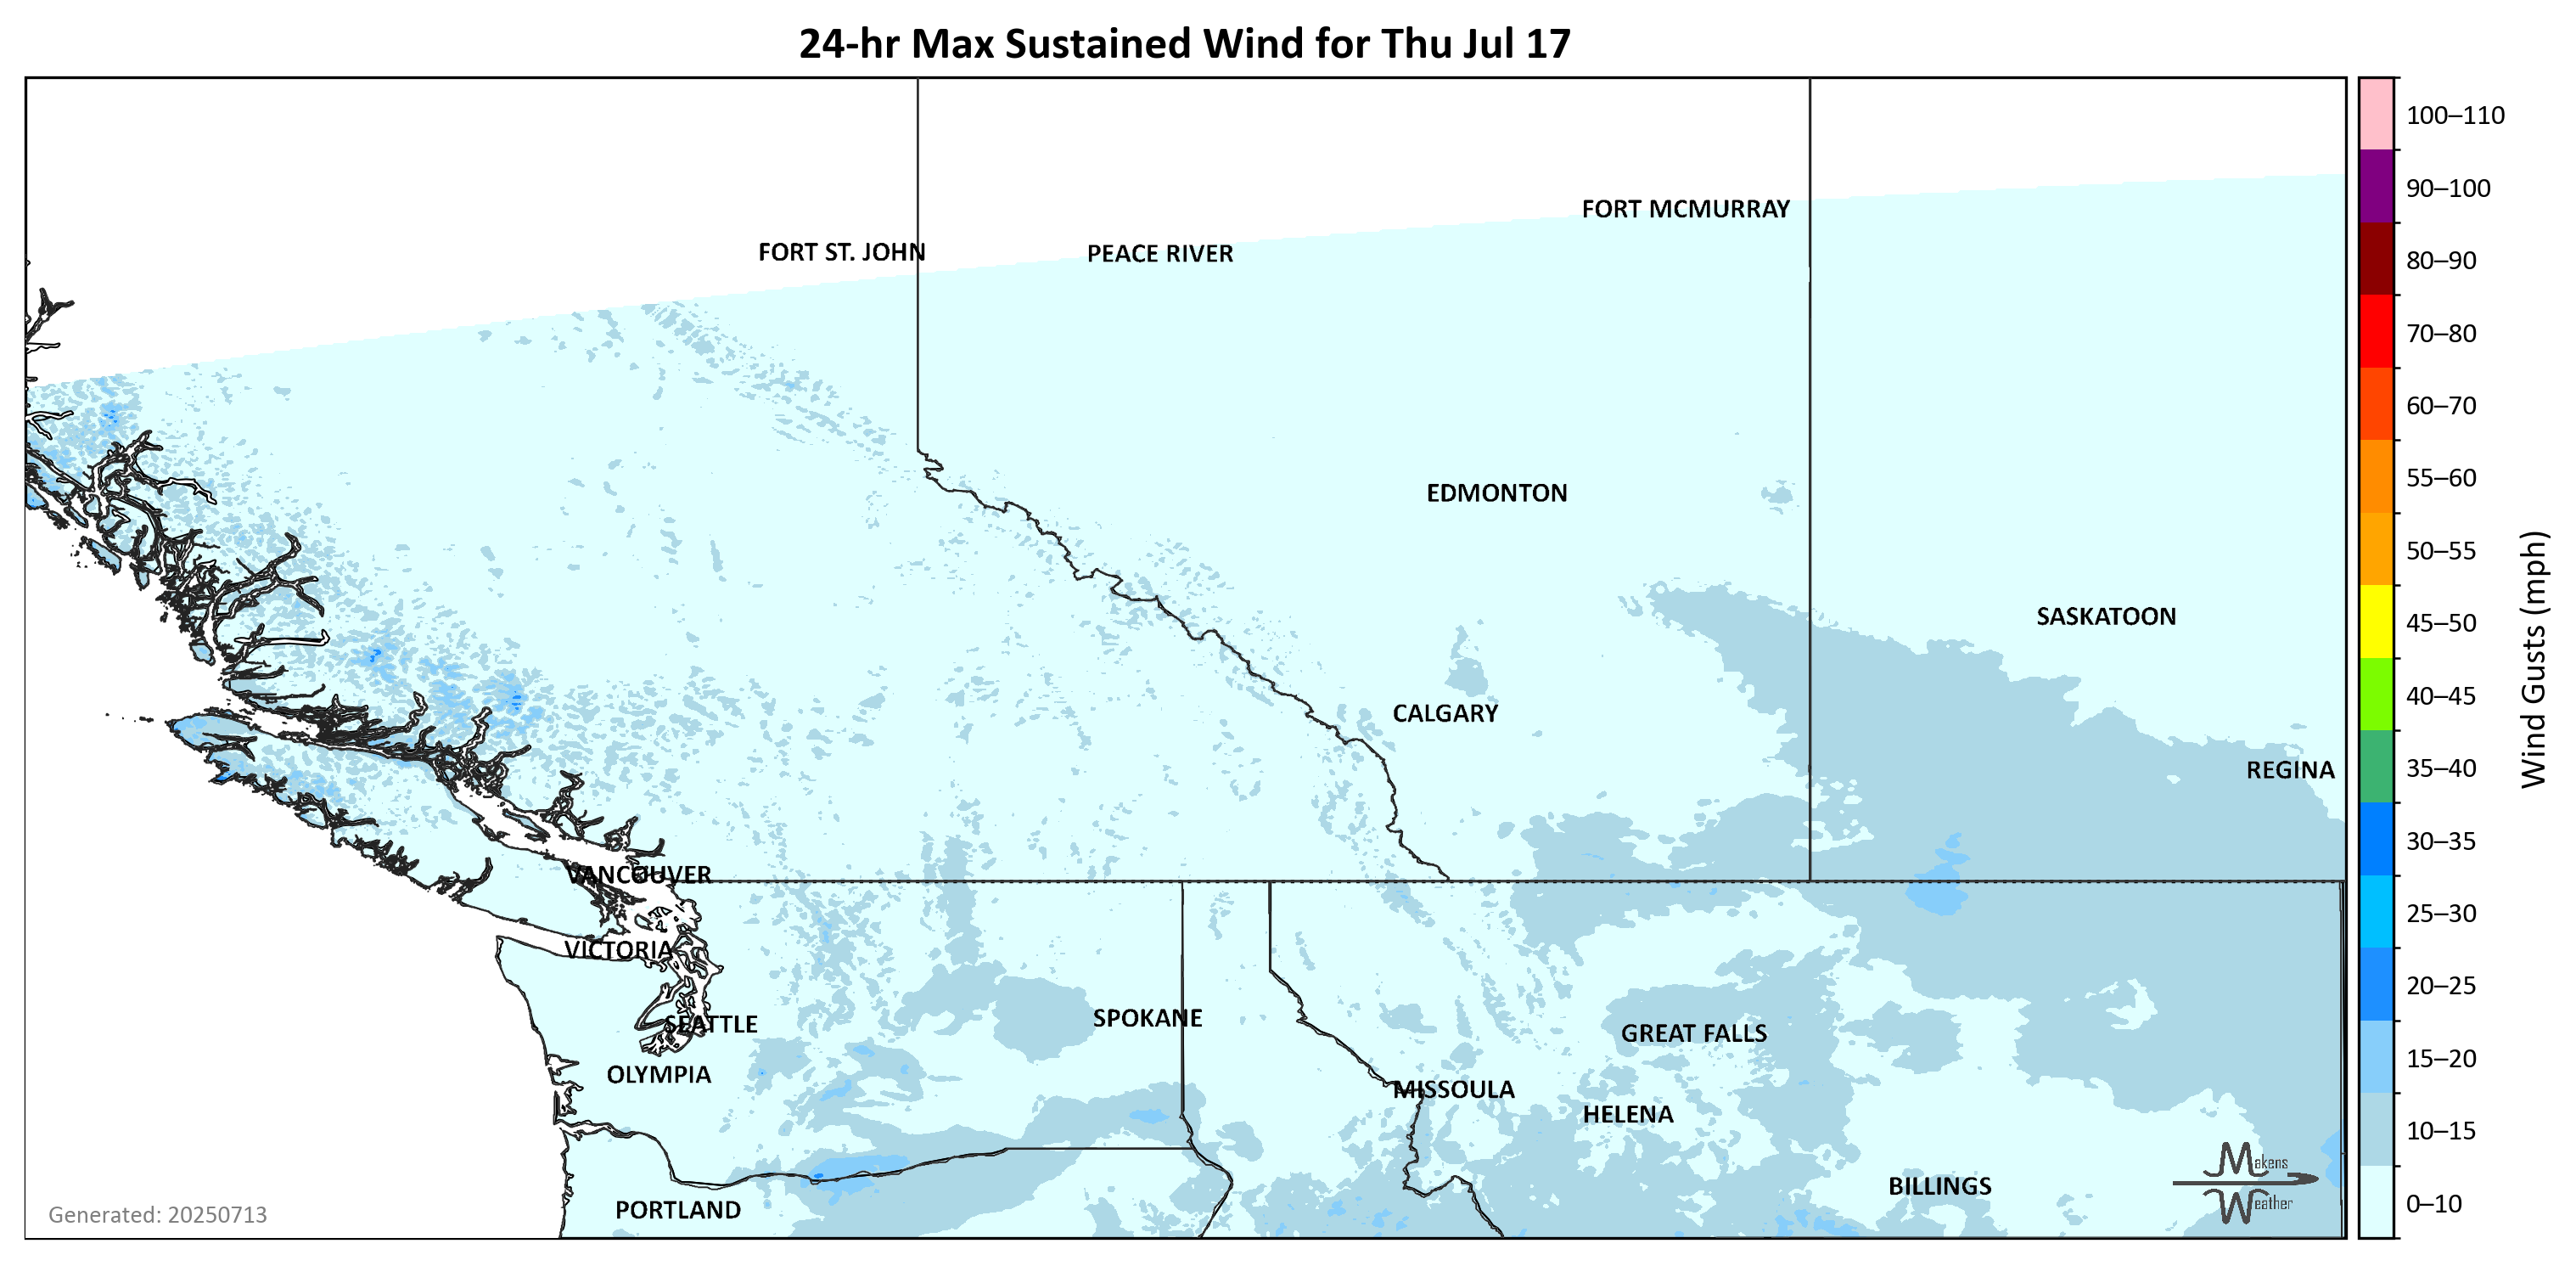 24-hr Max Sustained Wind for Thu Jul 17
100–110
FORT MCMURRAY
90–100
FORT ST. JOHN
PEACE RIVER
80–90
70–80
60–70
EDMONTON
55–60
50–55
SASKATOON
45–50
Wind Gusts (mph)
40–45
CALGARY
REGINA
35–40
30–35
VANCOUVER
25–30
VICTORIA
20–25
SPOKANE
SEATTLE
GREAT FALLS
15–20
OLYMPIA
MISSOULA
HELENA
10–15
Makens
Weather
BILLINGS
0–10
PORTLAND
Generated: 20250713